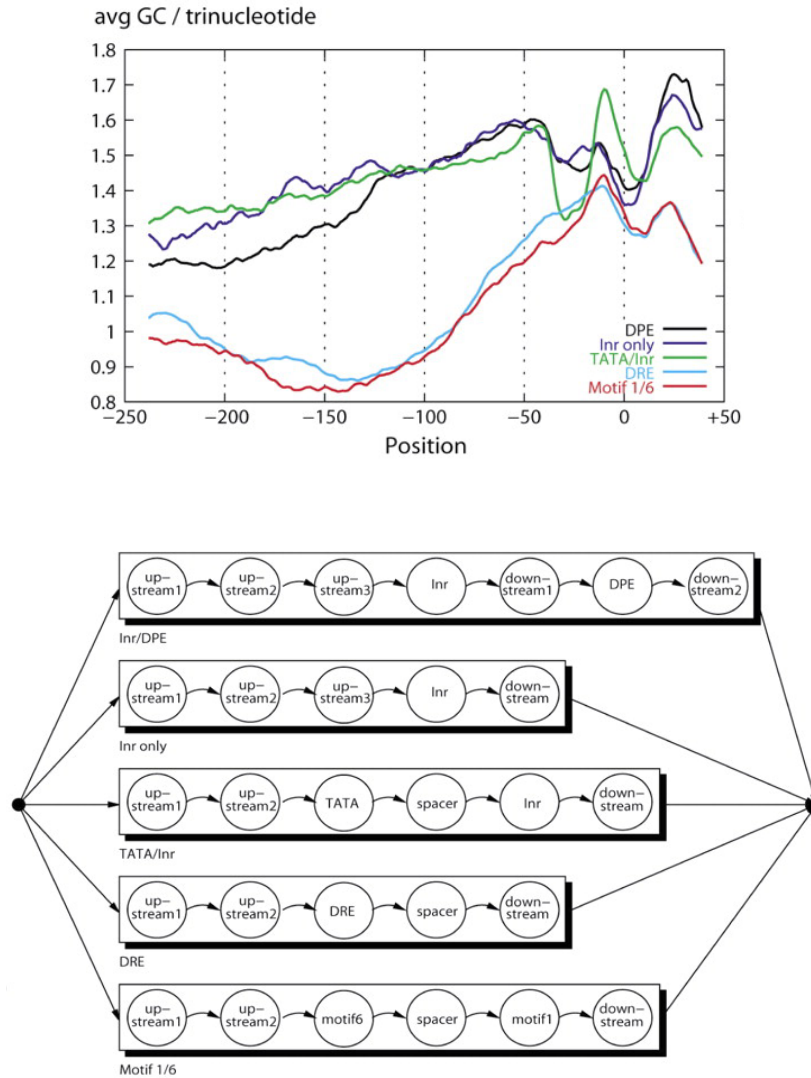 avg GC / trinucleotide
1.8
1.7
1.6
1.5
1.4
1.3
1.2
1.1
1
0.9
0.8
DPE
Inr only
TATA/Inr
DRE
Motif 1/6
−250 −200 −150 −100 −50 0 +50
Position
up−
stream1
up−
stream2
up−
stream3
Inr
down−
stream1
DPE
down−
stream2
Inr/DPE
up−
stream1
up−
stream2
up−
stream3
Inr
down−
stream
Inr only
up−
stream1
up−
stream2
TATA
spacer
Inr
down−
stream
TATA/Inr
up−
stream1
up−
stream2
DRE
spacer
down−
stream
DRE
up−
stream1
up−
stream2
motif6
spacer
motif1
down−
stream
Motif 1/6